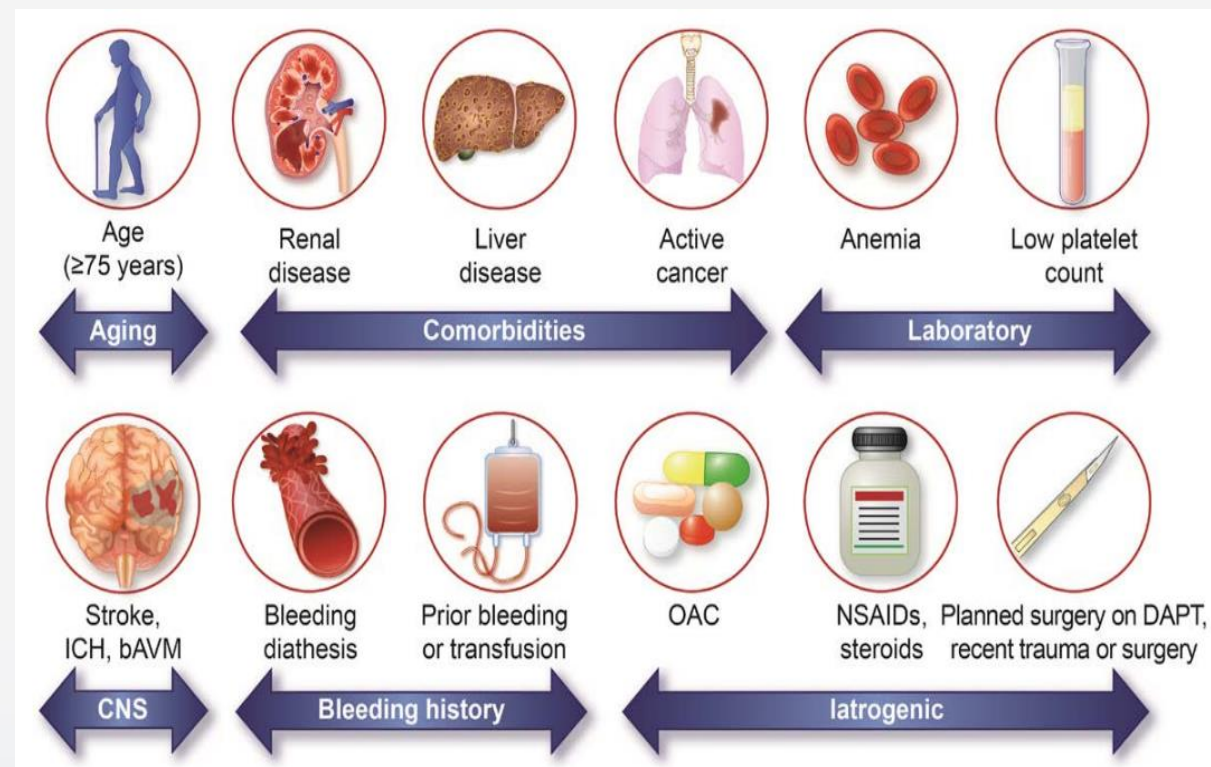 Age
(≥75 years)
Renal
disease
Liver
disease
Active
cancer
Anemia
Low platelet
count
Aging
Comorbidities
Laboratory
Stroke,
ICH, bAVM
Bleeding
diathesis
Prior bleeding
or transfusion
OAC
NSAIDs,
steroids
Planned surgery on DAPT,
recent trauma or surgery
CNS
Bleeding history
Iatrogenic